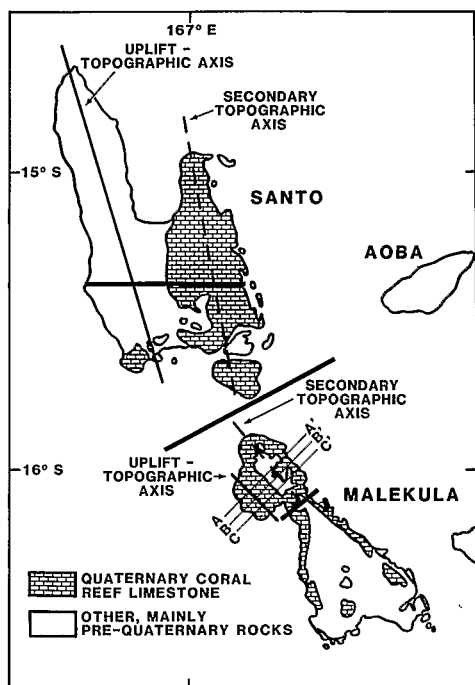 167° E
UPLIFT -
TOPOGRAPHIC AXIS
SECONDARY
TOPOGRAPHIC
AXIS
15° S
SANTO
AOBA
SECONDARY
TOPOGRAPHIC
AXIS
A'
B'
C'
UPLIFT -
TOPOGRAPHIC
AXIS
16° S
MALEKULA
A
B
C
QUATERNARY CORAL
REEF LIMESTONE
OTHER, MAINLY
PRE-QUATERNARY ROCKS